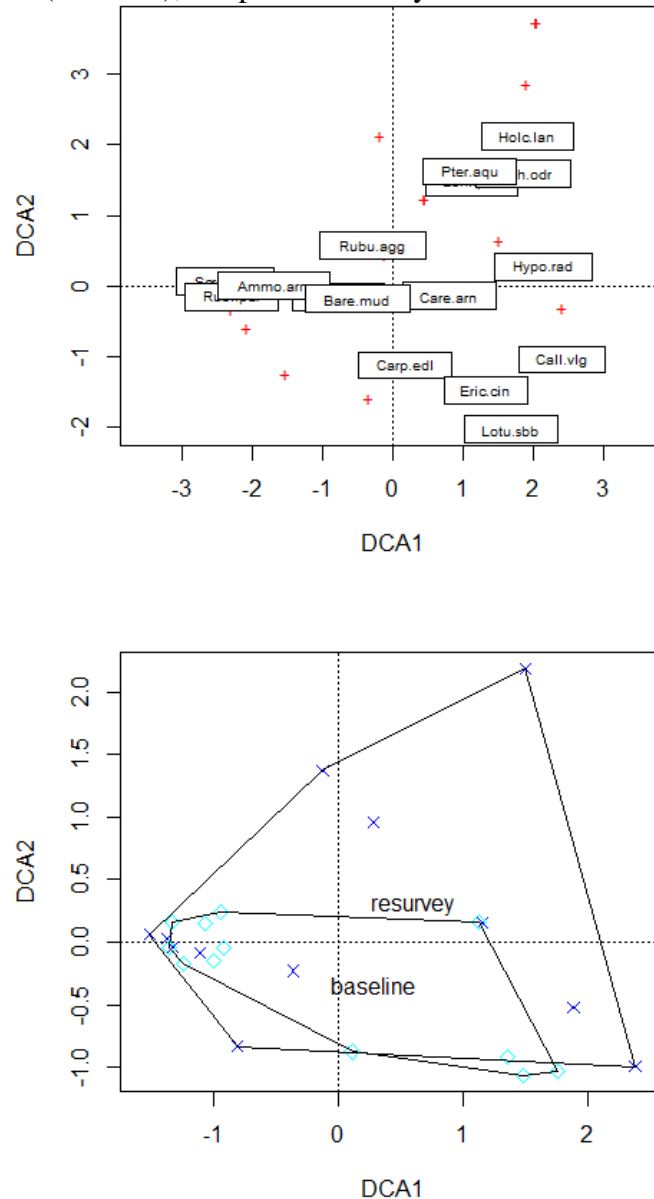 3
Holc.lan
2
Pter.aqu
h.odr
1
Rubu.agg
Hypo.rad
DCA2
0
Ammo.arn
Bare.mud
Care.arn
-1
Carp.edl
Call.vlg
Eric.cin
-2
Lotu.sbb
-3 -2 -1 0 1 2 3
DCA1
2.0
1.5
1.0
0.5
resurvey
DCA2
0.0
baseline
-0.5
-1.0
-1 0 1 2
DCA1